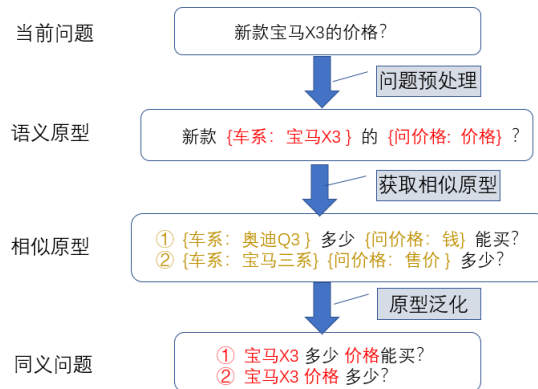 当前问题
新款宝马X3的价格？
问题预处理
语义原型
新款 {车系：宝马X3 } 的 {问价格: 价格} ？
获取相似原型
相似原型
① {车系：奥迪Q3 } 多少 {问价格：钱} 能买?
② {车系：宝马三系} {问价格：售价 } 多少?
原型泛化
同义问题
① 宝马X3 多少 价格能买?
② 宝马X3 价格 多少?